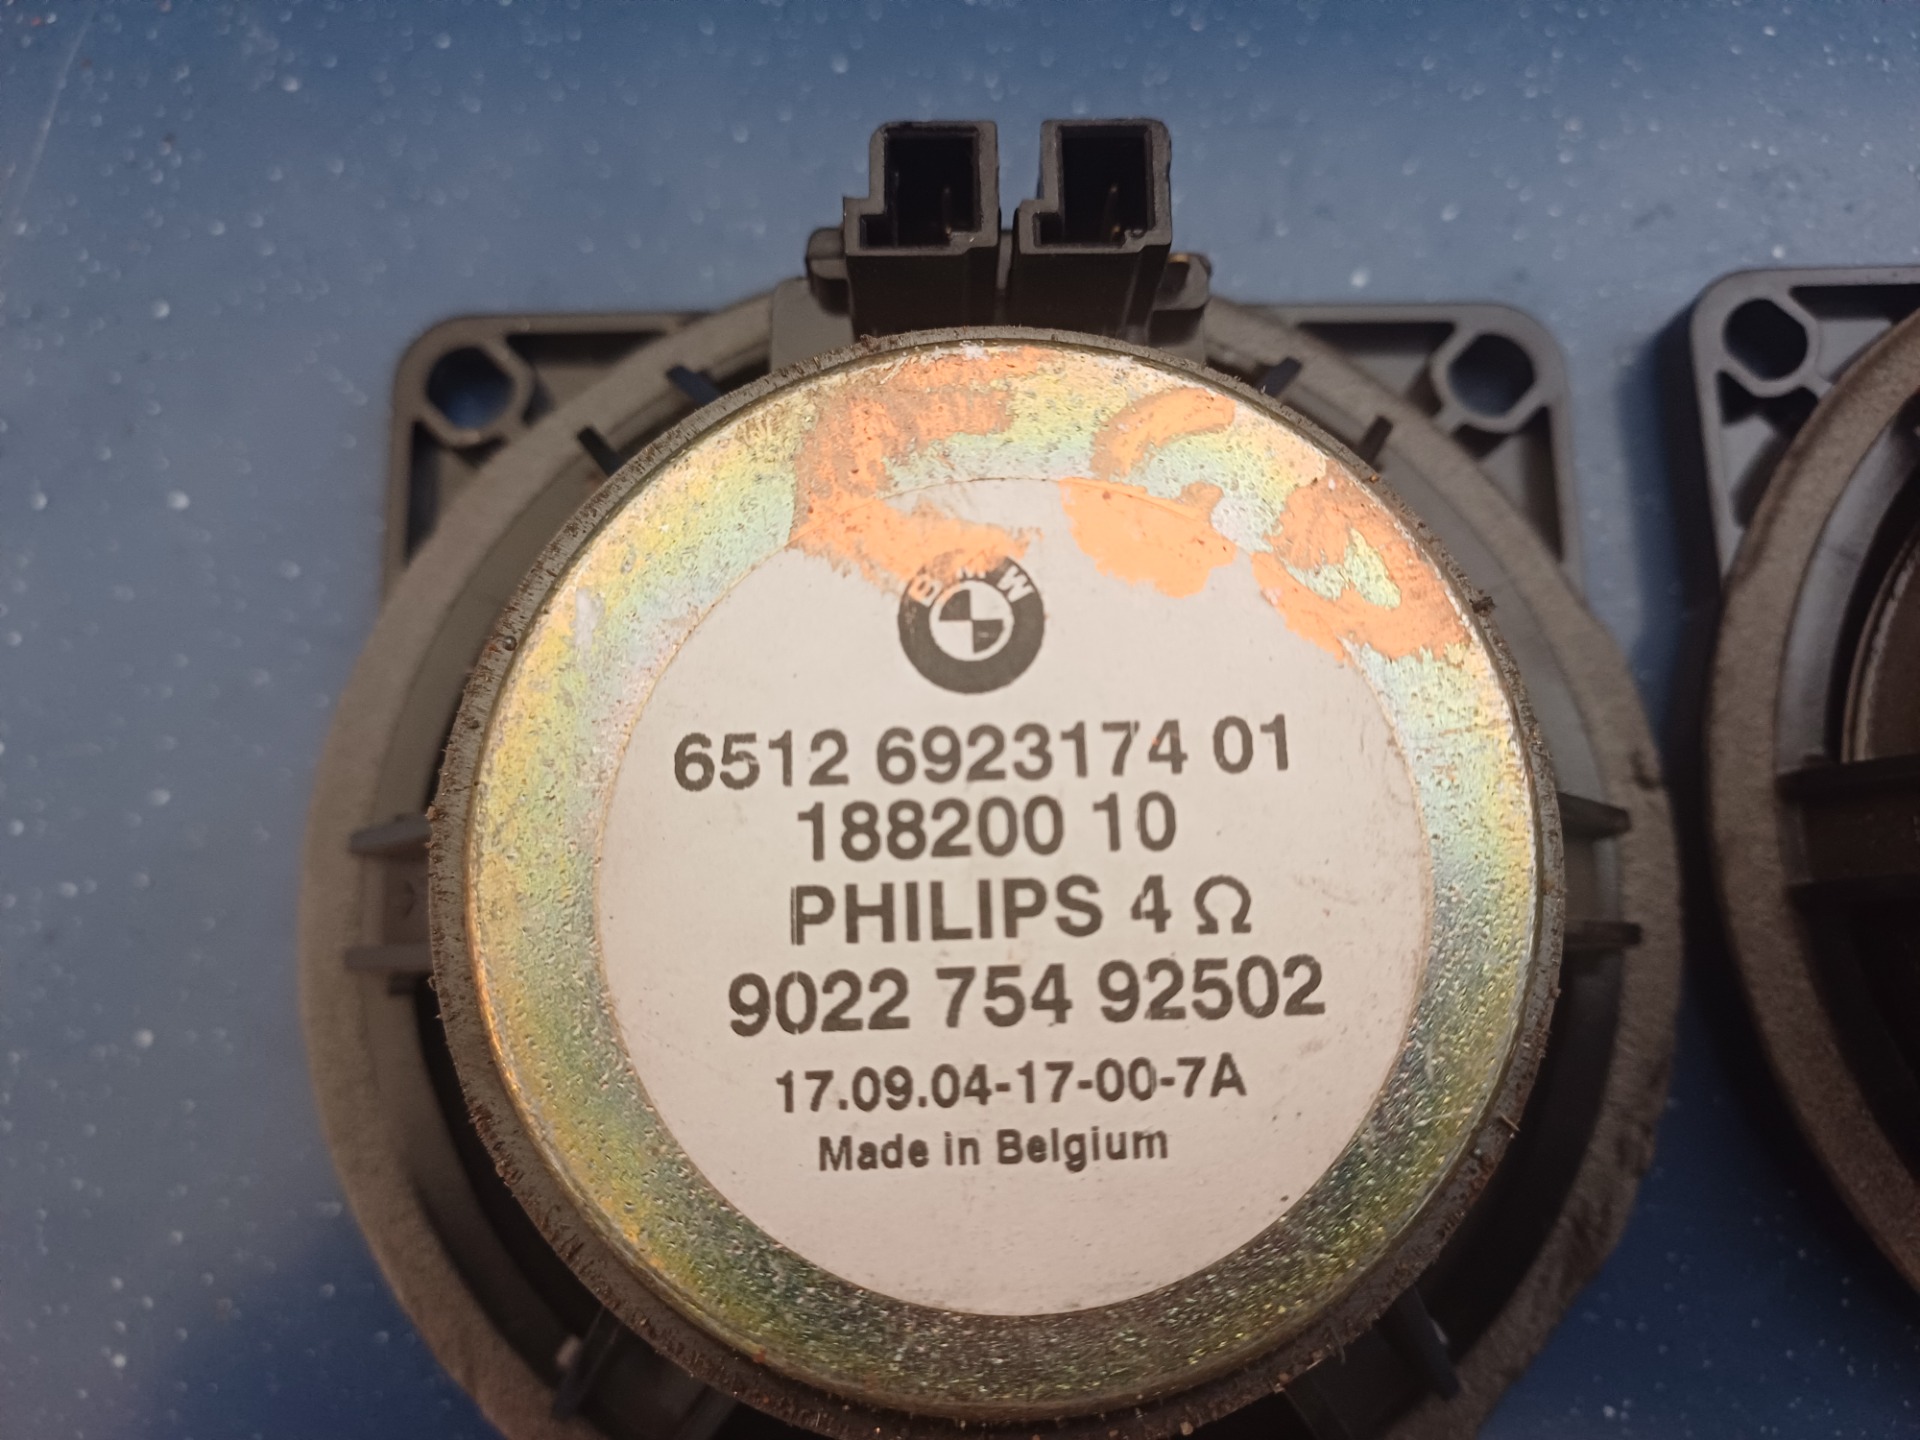 BMW
6512 6923174 01
188200 10
PHILIPS 4 Ω
9022 754 92502
17.09.04-17-00-7A
Made in Belgium